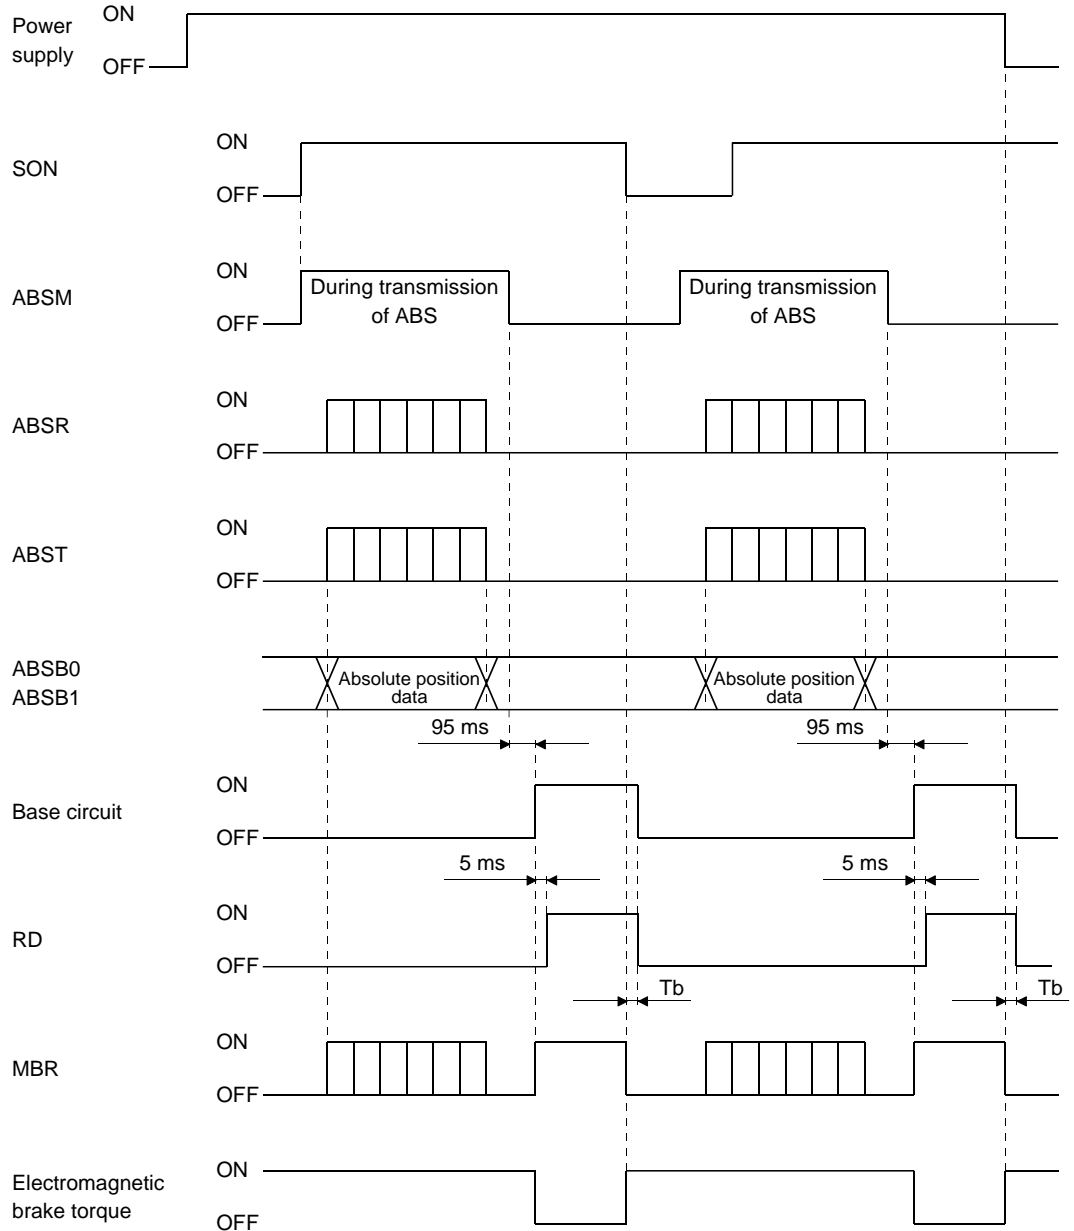 Power
supply
ON
OFF
SON
ON
OFF
ABSM
ON
OFF
During transmission
of ABS
During transmission
of ABS
ABSR
ON
OFF
ABST
ON
OFF
ABSB0
ABSB1
Absolute position
data
Absolute position
data
95 ms
95 ms
Base circuit
ON
OFF
5 ms
5 ms
RD
ON
OFF
Tb
Tb
MBR
ON
OFF
Electromagnetic
brake torque
ON
OFF